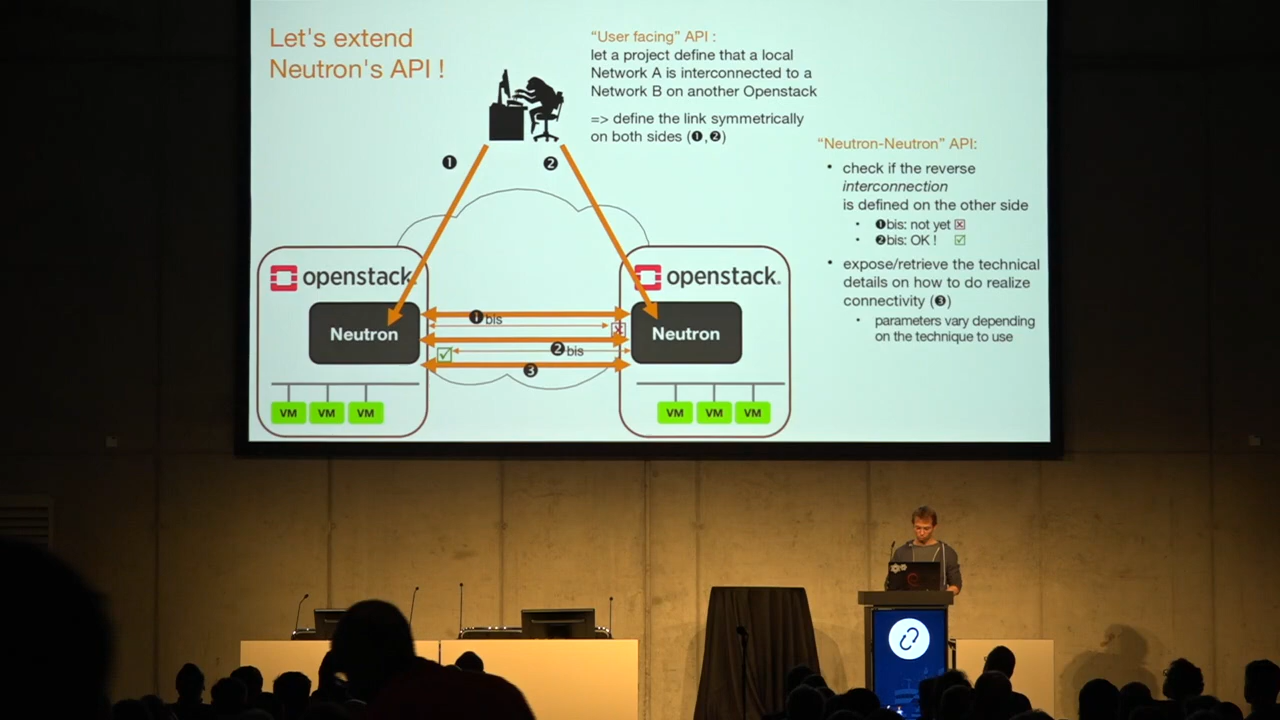 Let's extend
Neutron's API !
“User facing” API :
let a project define that a local
Network A is interconnected to a
Network B on another Openstack
=> define the link symmetrically
on both sides (❶,❷)
“Neutron-Neutron” API:
• check if the reverse
interconnection
is defined on the other side
• ❶bis: not yet ☒
• ❷bis: OK ! ☑
• expose/retrieve the technical
details on how to do realize
connectivity (❸)
• parameters vary depending
on the technique to use
❶
❷
openstack.
openstack.
Neutron
Neutron
❶ bis
❷ bis
❸
VM VM VM
VM VM VM